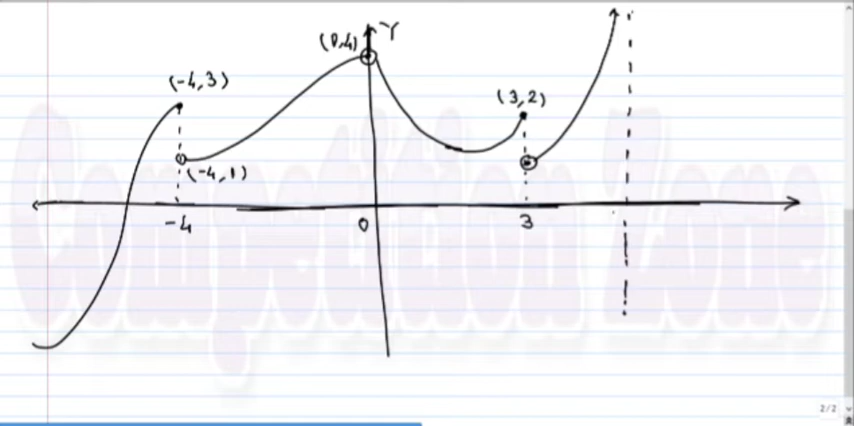 (0,4) Y
(-4,3)
(3,2)
(-4,1)
-4 0 3
Competition Zone
2/2